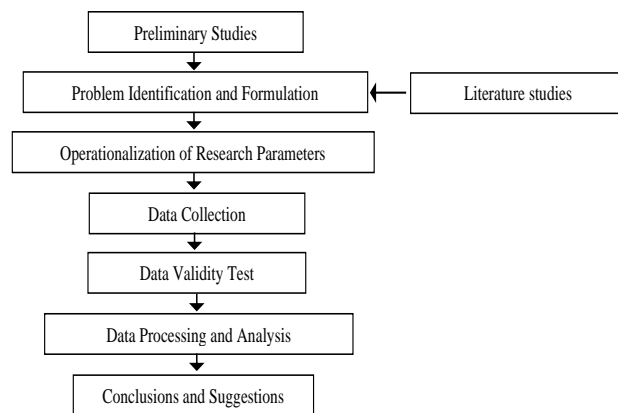 Preliminary Studies
Problem Identification and Formulation
Literature studies
Operationalization of Research Parameters
Data Collection
Data Validity Test
Data Processing and Analysis
Conclusions and Suggestions